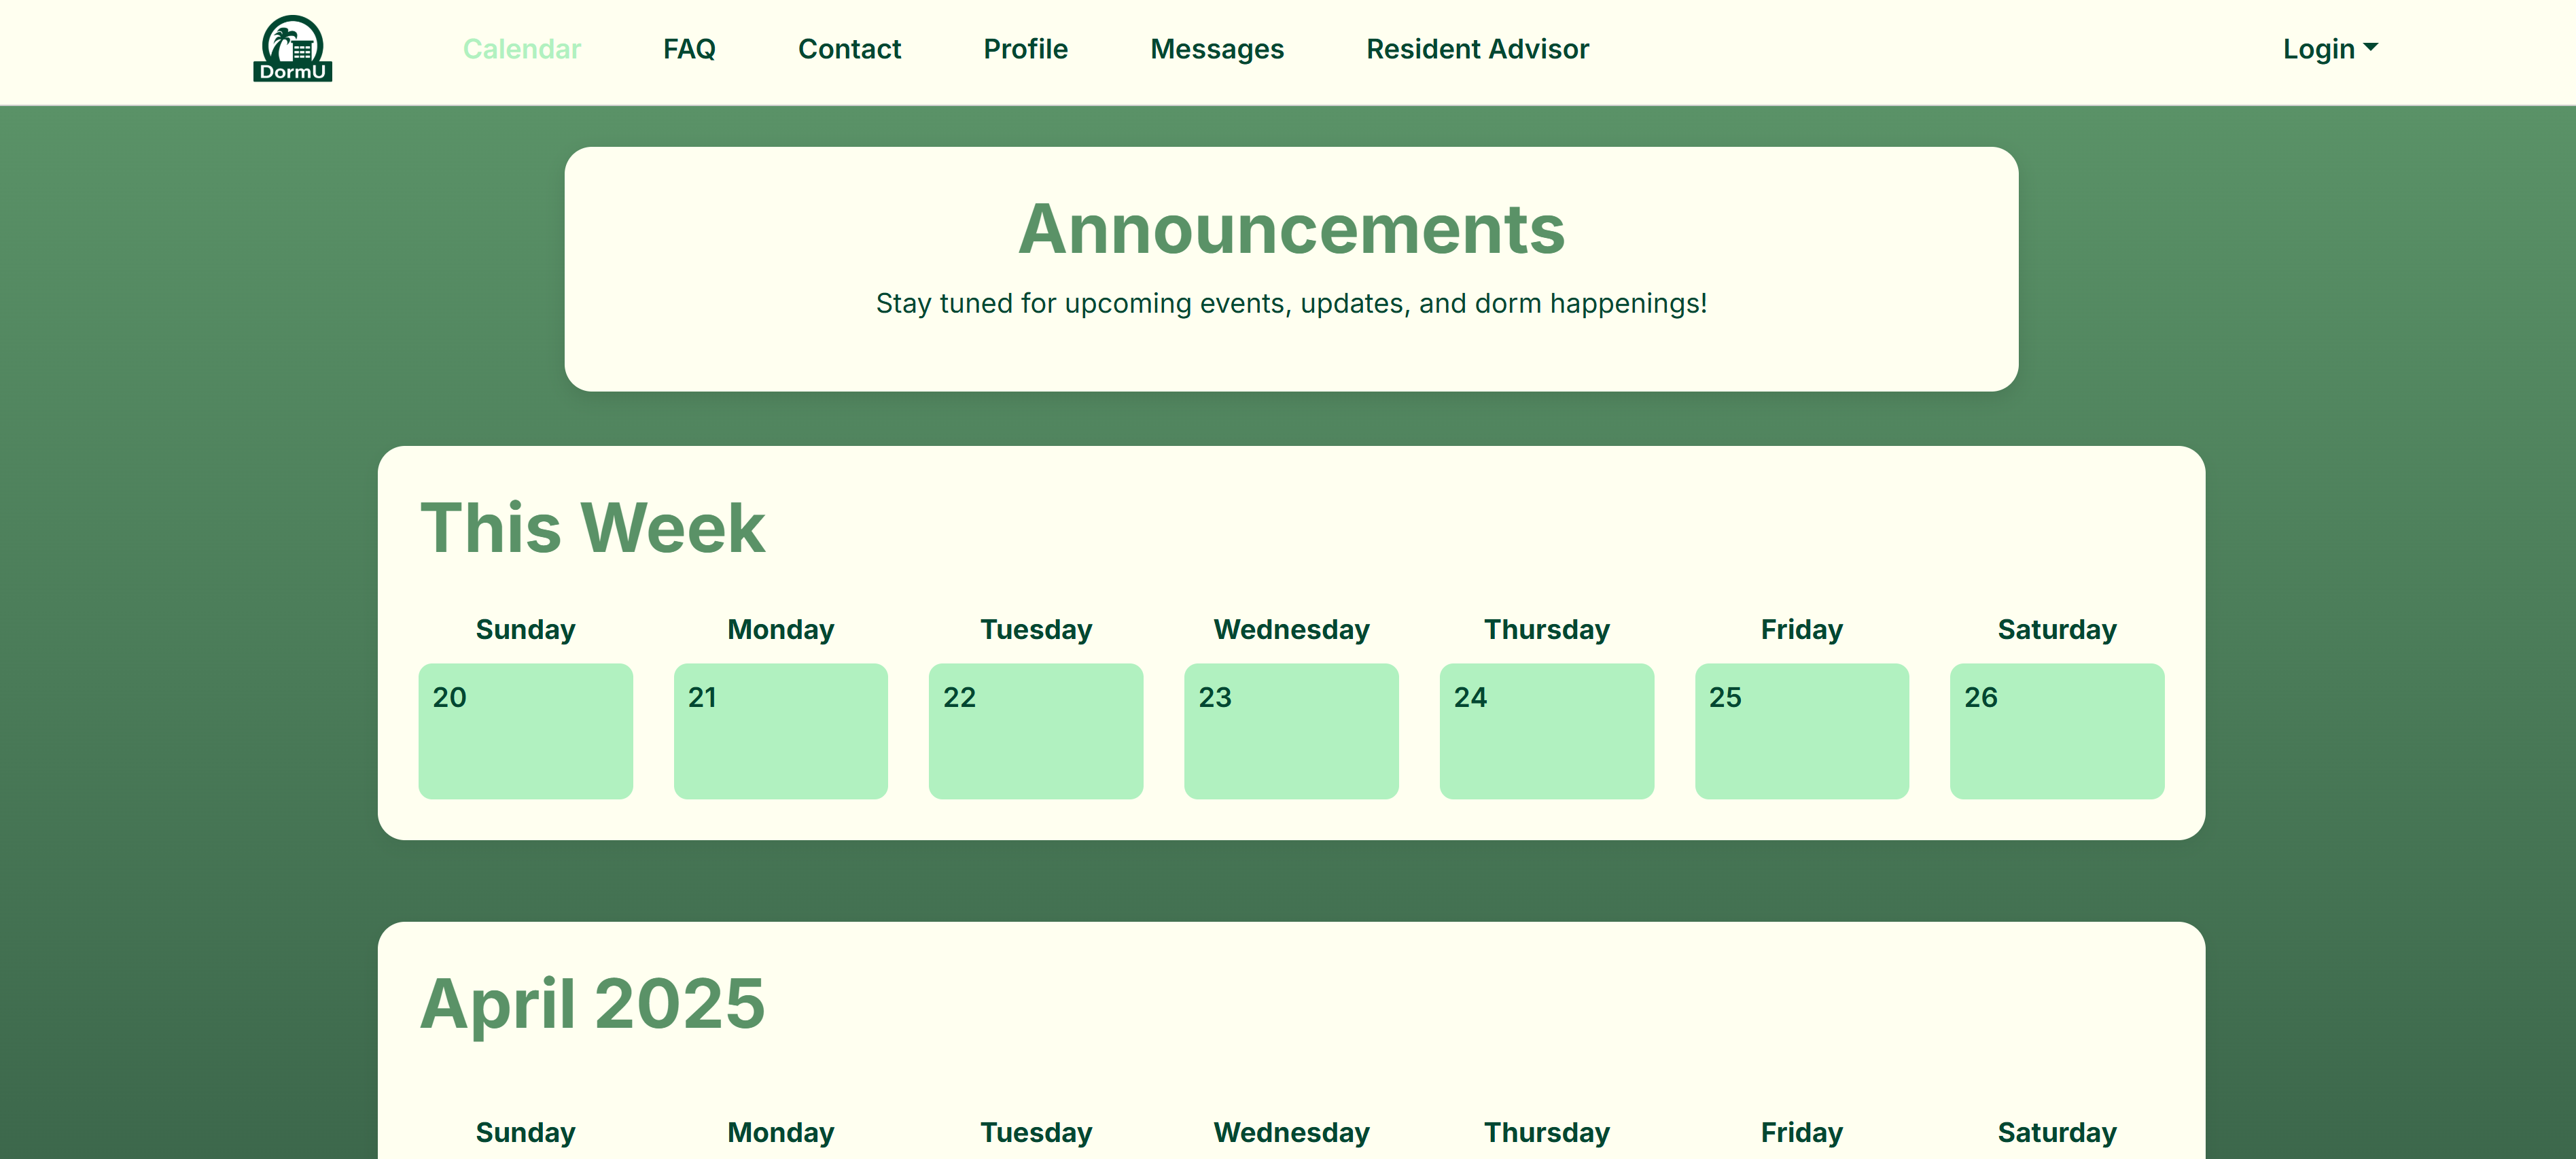 DormU
Calendar FAQ Contact Profile Messages Resident Advisor Login
Announcements
Stay tuned for upcoming events, updates, and dorm happenings!
This Week
Sunday Monday Tuesday Wednesday Thursday Friday Saturday
20 21 22 23 24 25 26
April 2025
Sunday Monday Tuesday Wednesday Thursday Friday Saturday